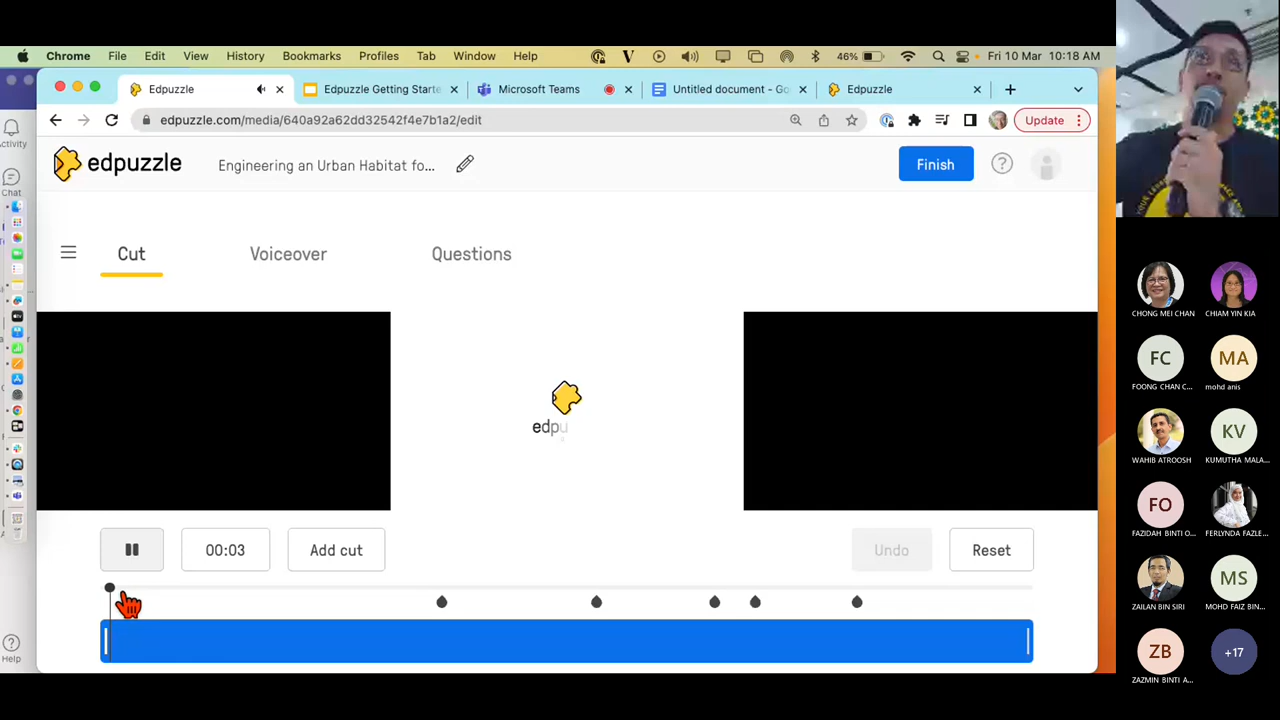 Chrome File Edit View History Bookmarks Profiles Tab Window Help 46% Fri 10 Mar 10:18 AM
Edpuzzle Edpuzzle Getting Starte Microsoft Teams Untitled document - Go Edpuzzle
edpuzzle.com/media/640a92a62dd32542f4e7b1a2/edit Update
edpuzzle Engineering an Urban Habitat fo... Finish
Cut Voiceover Questions
edpu
00:03 Add cut Undo Reset
Activity
Chat
Help
CHONG MEI CHAN CHIAM YIN KIA
FC MA
FOONG CHAN C... mohd anis
KV
WAHIB ATROOSH KUMUTHA MALA...
FO
FAZIDAH BINTI O... FERLYNDA FAZLE...
MS
ZAILAN BIN SIRI MOHD FAIZ BIN...
ZB +17
ZAZMIN BINTI A...